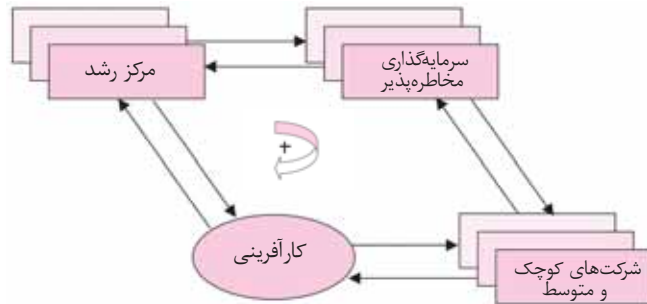 مرکز رشد
سرمایه‌گذاری
مخاطره‌پذیر
+
کارآفرینی
شرکت‌های کوچک
و متوسط